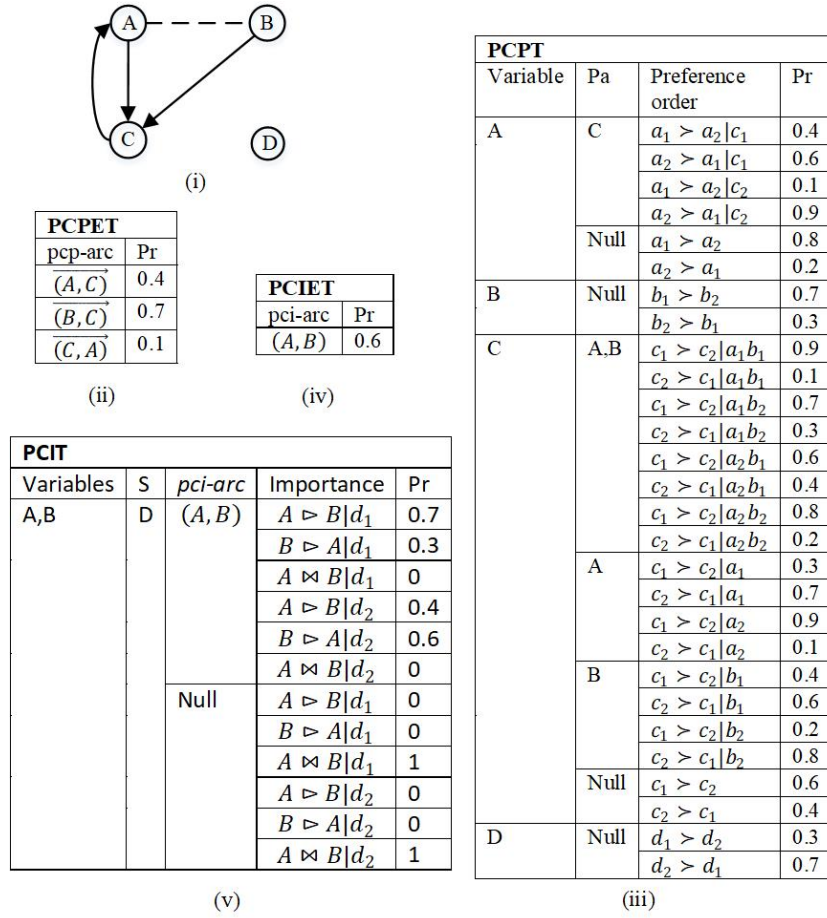 A
B
C
D
(i)
PCPET
pcp-arc Pr
(A, C) 0.4
(B, C) 0.7
(C, A) 0.1
(ii)
PCIET
pci-arc Pr
(A, B) 0.6
(iv)
PCIT
Variables S pci-arc Importance Pr
A,B D (A, B) A ⊳ B|d₁ 0.7
B ⊳ A|d₁ 0.3
A ⋈ B|d₁ 0
A ⊳ B|d₂ 0.4
B ⊳ A|d₂ 0.6
A ⋈ B|d₂ 0
Null A ⊳ B|d₁ 0
B ⊳ A|d₁ 0
A ⋈ B|d₁ 1
A ⊳ B|d₂ 0
B ⊳ A|d₂ 0
A ⋈ B|d₂ 1
(v)
PCPT
Variable Pa Preference order Pr
A C a₁ ≻ a₂|c₁ 0.4
a₂ ≻ a₁|c₁ 0.6
a₁ ≻ a₂|c₂ 0.1
a₂ ≻ a₁|c₂ 0.9
Null a₁ ≻ a₂ 0.8
a₂ ≻ a₁ 0.2
B Null b₁ ≻ b₂ 0.7
b₂ ≻ b₁ 0.3
C A,B c₁ ≻ c₂|a₁b₁ 0.9
c₂ ≻ c₁|a₁b₁ 0.1
c₁ ≻ c₂|a₁b₂ 0.7
c₂ ≻ c₁|a₁b₂ 0.3
c₁ ≻ c₂|a₂b₁ 0.6
c₂ ≻ c₁|a₂b₁ 0.4
c₁ ≻ c₂|a₂b₂ 0.8
c₂ ≻ c₁|a₂b₂ 0.2
A c₁ ≻ c₂|a₁ 0.3
c₂ ≻ c₁|a₁ 0.7
c₁ ≻ c₂|a₂ 0.9
c₂ ≻ c₁|a₂ 0.1
B c₁ ≻ c₂|b₁ 0.4
c₂ ≻ c₁|b₁ 0.6
c₁ ≻ c₂|b₂ 0.2
c₂ ≻ c₁|b₂ 0.8
Null c₁ ≻ c₂ 0.6
c₂ ≻ c₁ 0.4
D Null d₁ ≻ d₂ 0.3
d₂ ≻ d₁ 0.7
(iii)